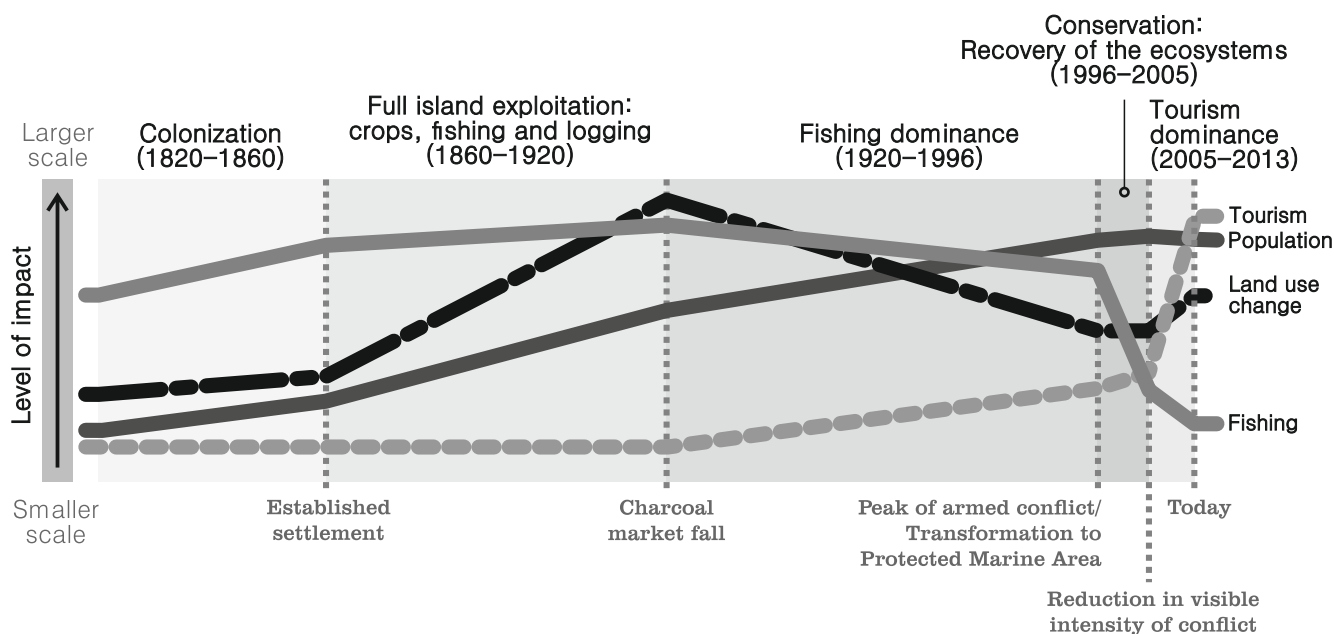 Conservation:
Recovery of the ecosystems
(1996–2005)
Larger
scale
Colonization
(1820–1860)
Full island exploitation:
crops, fishing and logging
(1860–1920)
Fishing dominance
(1920–1996)
Tourism
dominance
(2005–2013)
Level of impact
Tourism
Population
Land use
change
Fishing
Smaller
scale
Established
settlement
Charcoal
market fall
Peak of armed conflict/
Transformation to
Protected Marine Area
Today
Reduction in visible
intensity of conflict